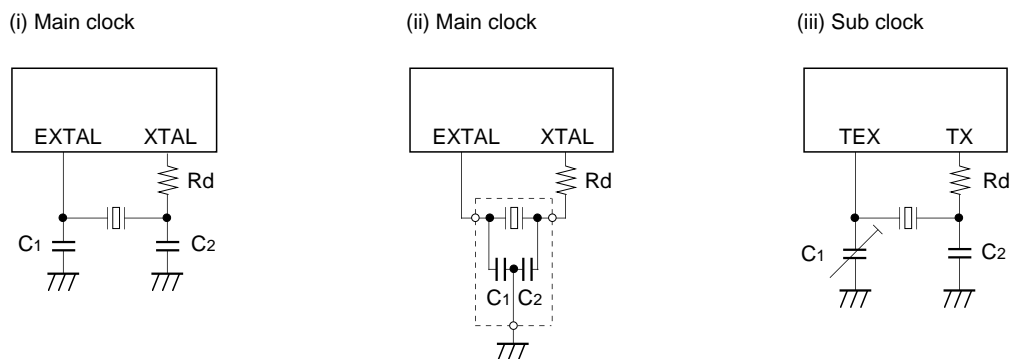 (i) Main clock
(ii) Main clock
(iii) Sub clock
EXTAL XTAL
EXTAL XTAL
TEX TX
Rd
Rd
Rd
C1
C2
C1 C2
C1
C2